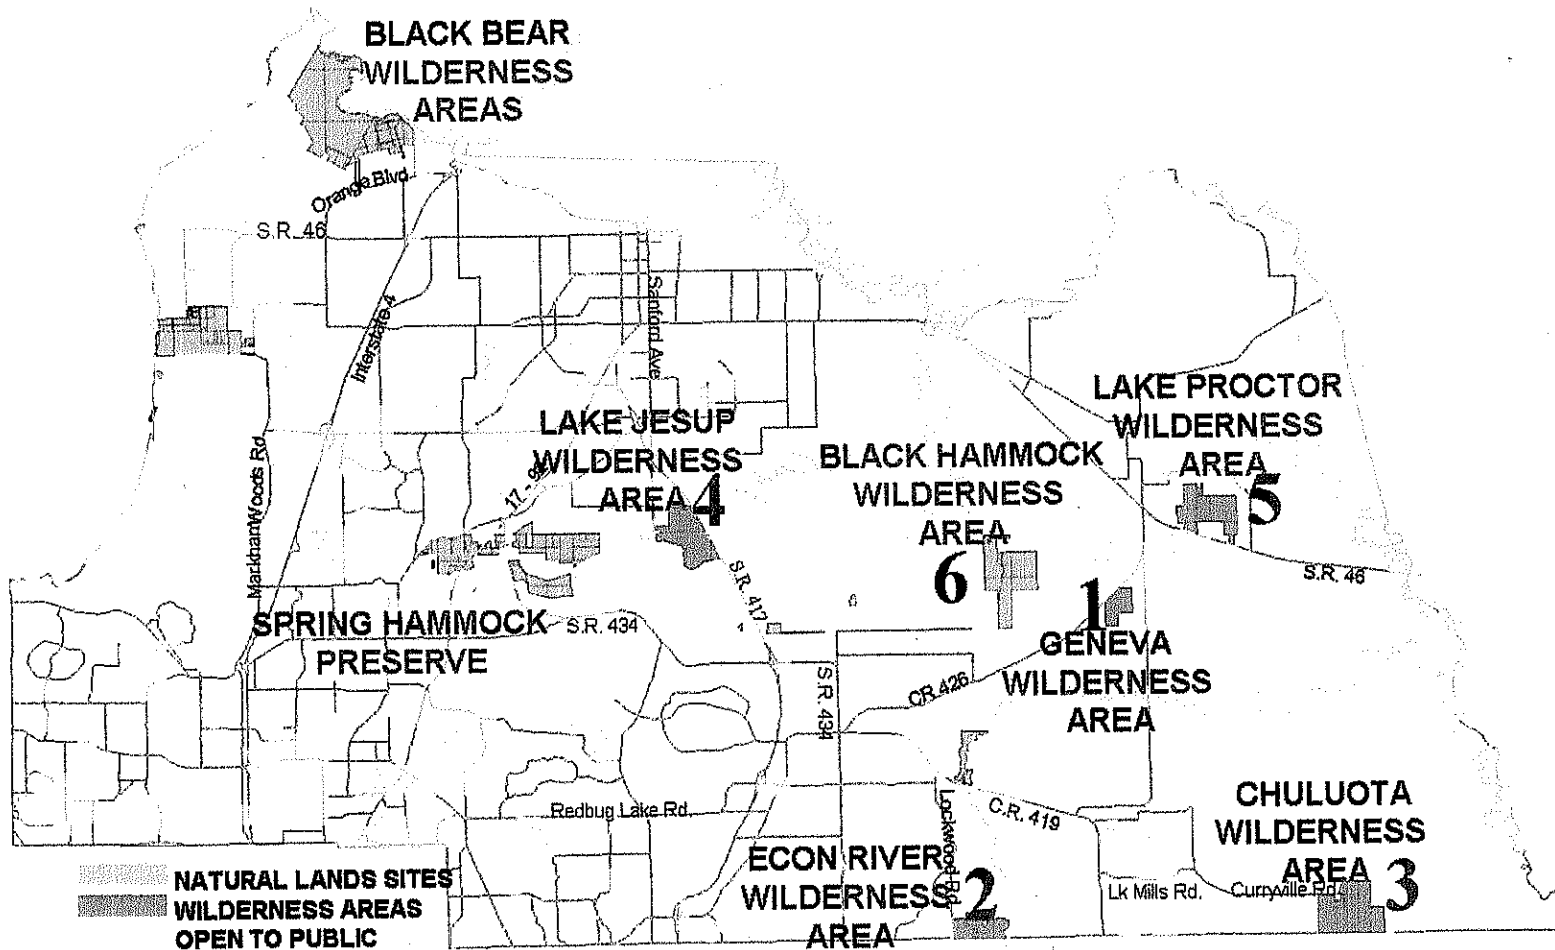 BLACK BEAR
WILDERNESS
AREAS
Orange Blvd
S.R. 46
Interstate 4
Sanford Ave
Markham Woods Rd.
LAKE JESUP
WILDERNESS
AREA 4
17 - 92
LAKE PROCTOR
WILDERNESS
AREA
5
BLACK HAMMOCK
WILDERNESS
AREA
6
S.R. 46
S.R. 417
1
GENEVA
WILDERNESS
AREA
SPRING HAMMOCK
PRESERVE
S.R. 434
S.R. 434
CR 426
Redbug Lake Rd.
Lockwood Rd
C.R. 419
CHULUOTA
WILDERNESS
AREA
3
ECON RIVER
WILDERNESS
AREA
2
Lk Mills Rd.
Curryville Rd.
NATURAL LANDS SITES
WILDERNESS AREAS
OPEN TO PUBLIC